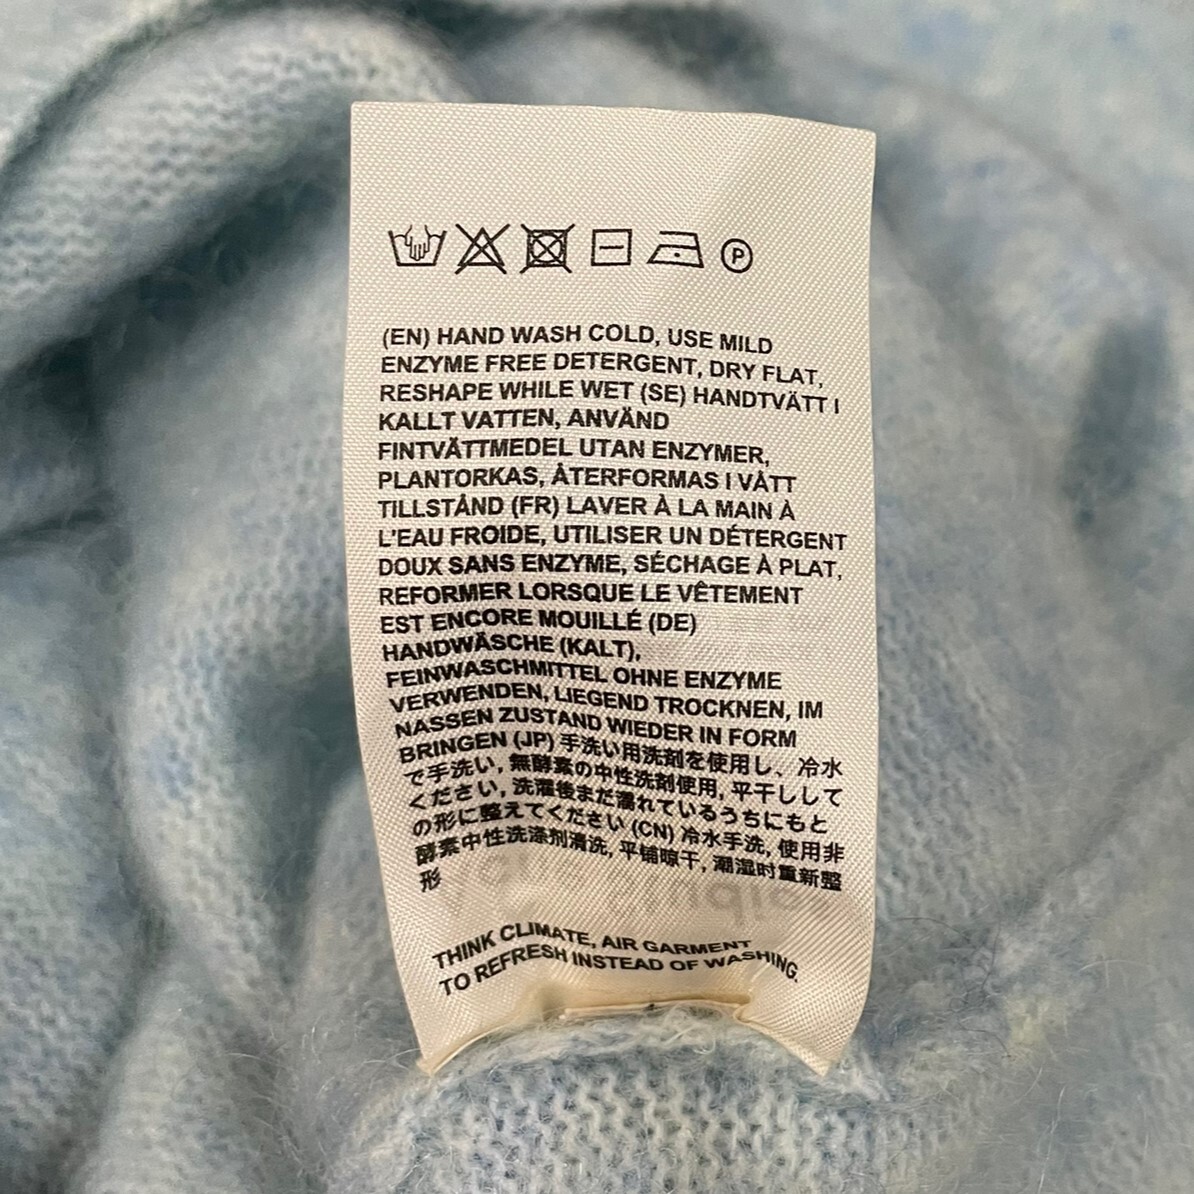 P
(EN) HAND WASH COLD, USE MILD
ENZYME FREE DETERGENT, DRY FLAT,
RESHAPE WHILE WET (SE) HANDTVÄTT I
KALLT VATTEN, ANVÄND
FINTVÄTTMEDEL UTAN ENZYMER,
PLANTORKAS, ÅTERFORMAS I VÅTT
TILLSTÅND (FR) LAVER À LA MAIN À
L'EAU FROIDE, UTILISER UN DÉTERGENT
DOUX SANS ENZYME, SÉCHAGE À PLAT,
REFORMER LORSQUE LE VÊTEMENT
EST ENCORE MOUILLÉ (DE)
HANDWÄSCHE (KALT),
FEINWASCHMITTEL OHNE ENZYME
VERWENDEN, LIEGEND TROCKNEN, IM
NASSEN ZUSTAND WIEDER IN FORM
BRINGEN (JP) 手洗い用洗剤を使用し、冷水
で手洗い, 無酵素の中性洗剤使用, 平干しして
ください, 洗濯後まだ濡れているうちにもと
の形に整えてください (CN) 冷水手洗, 使用非
酵素中性洗涤剂清洗, 平铺晾干, 潮湿时重新整
形
THINK CLIMATE, AIR GARMENT
TO REFRESH INSTEAD OF WASHING.